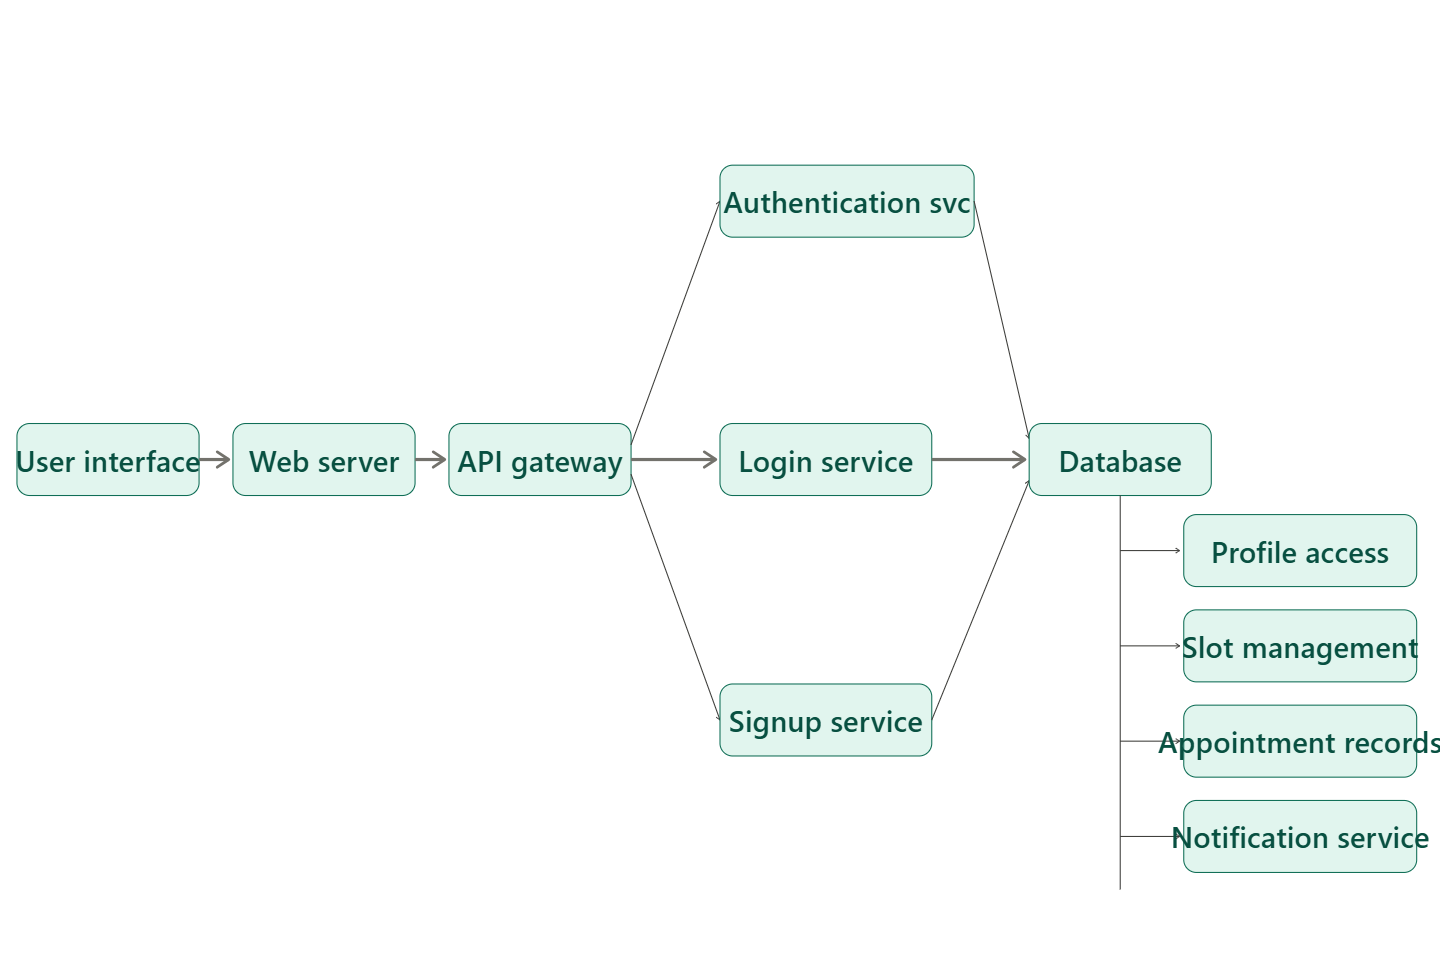 Authentication svc
User interface
Web server
API gateway
Login service
Database
Profile access
Slot management
Signup service
Appointment records
Notification service